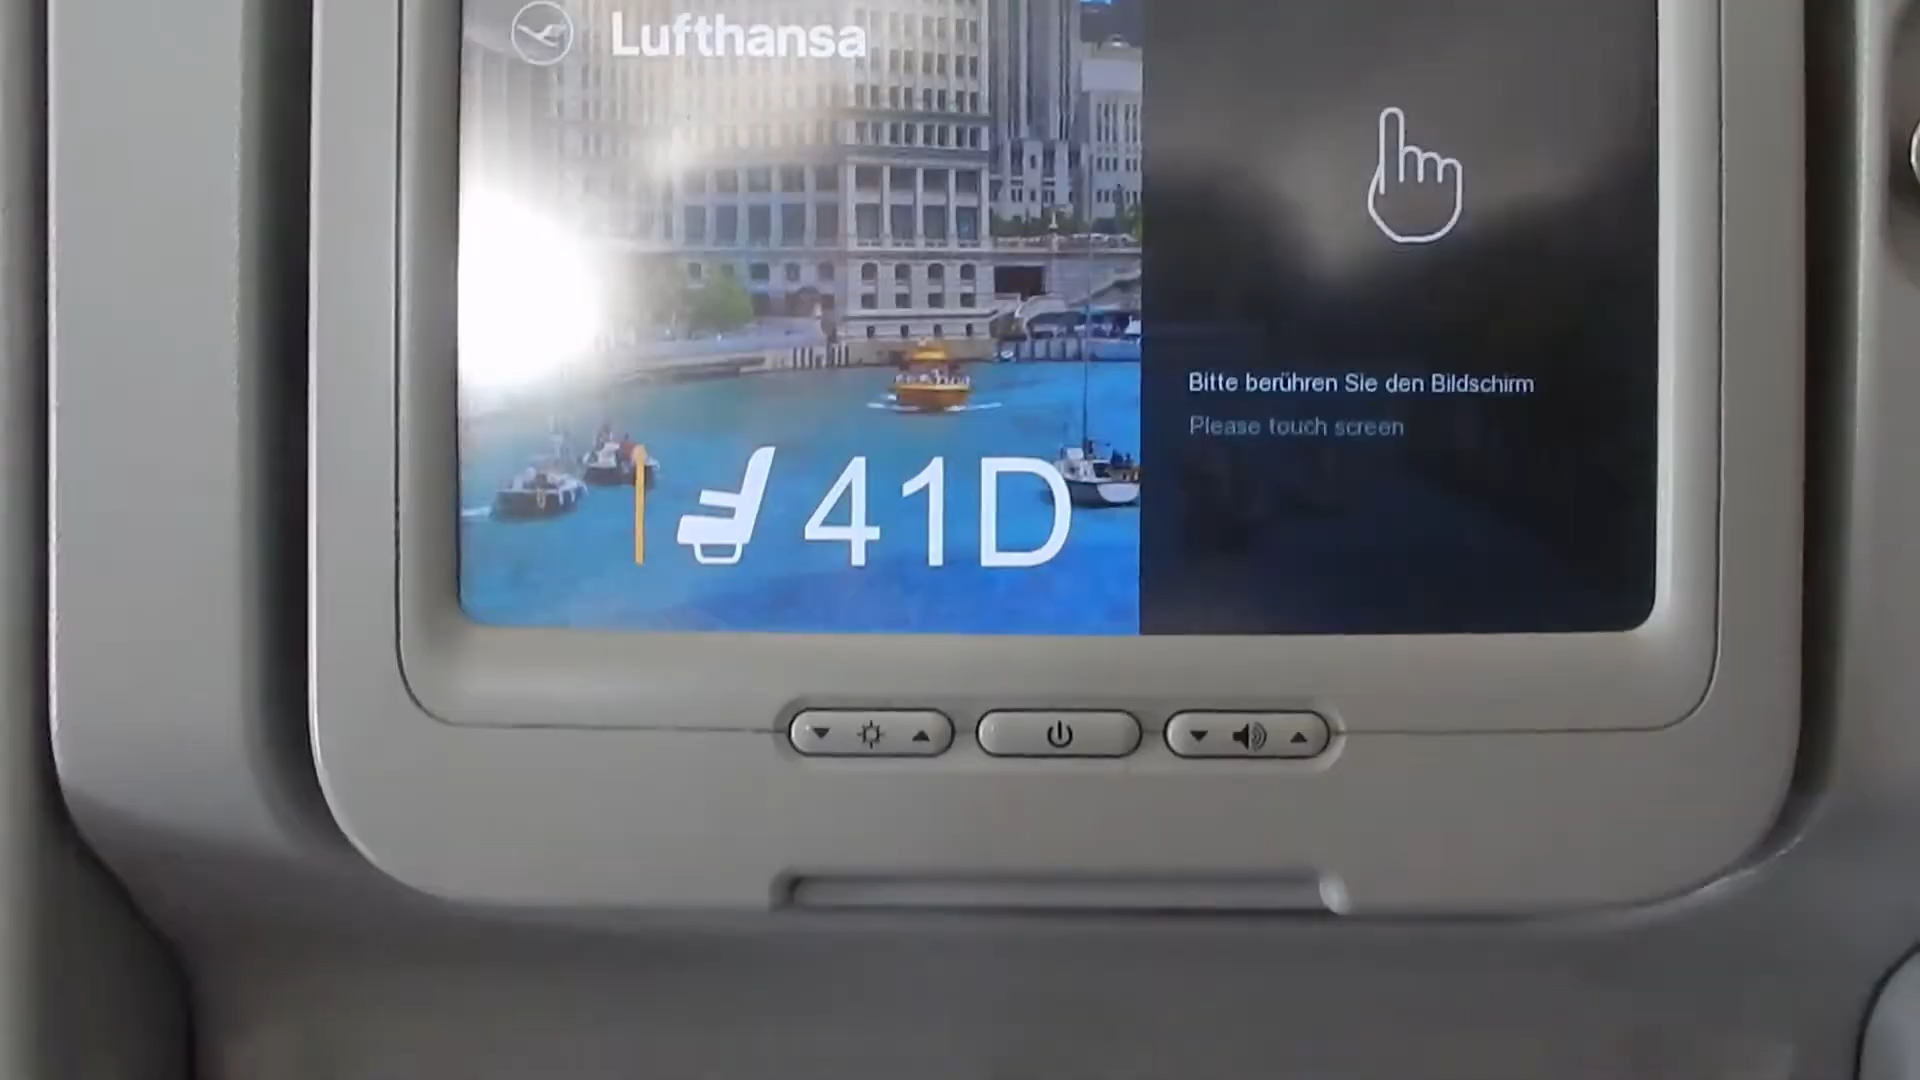 Lufthansa
41D
Bitte berühren Sie den Bildschirm
Please touch screen